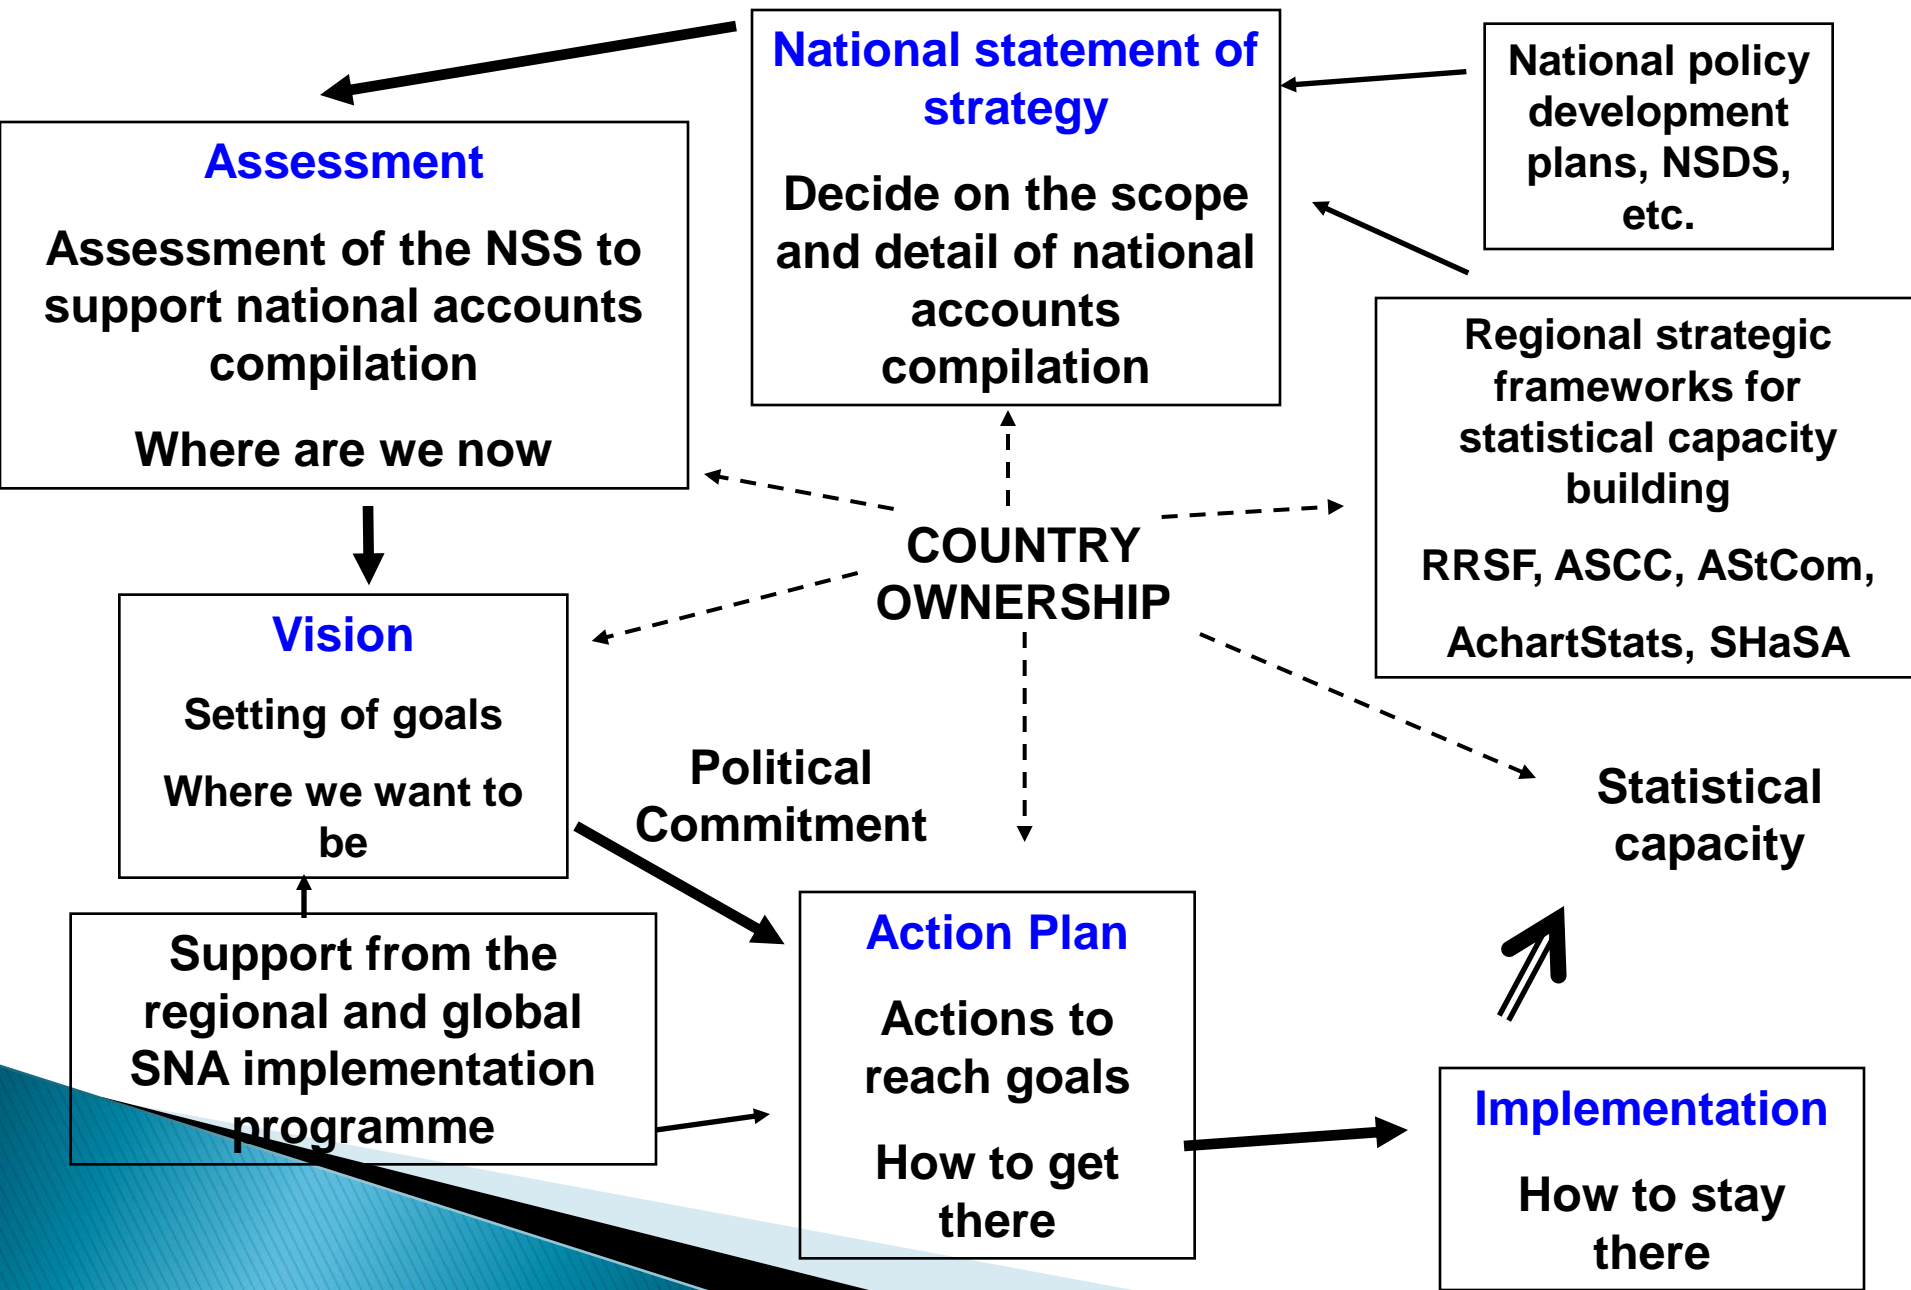 National statement of
strategy
Decide on the scope
and detail of national
accounts
compilation
National policy
development
plans, NSDS,
etc.
Assessment
Assessment of the NSS to
support national accounts
compilation
Where are we now
Regional strategic
frameworks for
statistical capacity
building
RRSF, ASCC, AStCom,
AchartStats, SHaSA
COUNTRY
OWNERSHIP
Vision
Setting of goals
Where we want to
be
Political
Commitment
Statistical
capacity
Support from the
regional and global
SNA implementation
programme
Action Plan
Actions to
reach goals
How to get
there
Implementation
How to stay
there